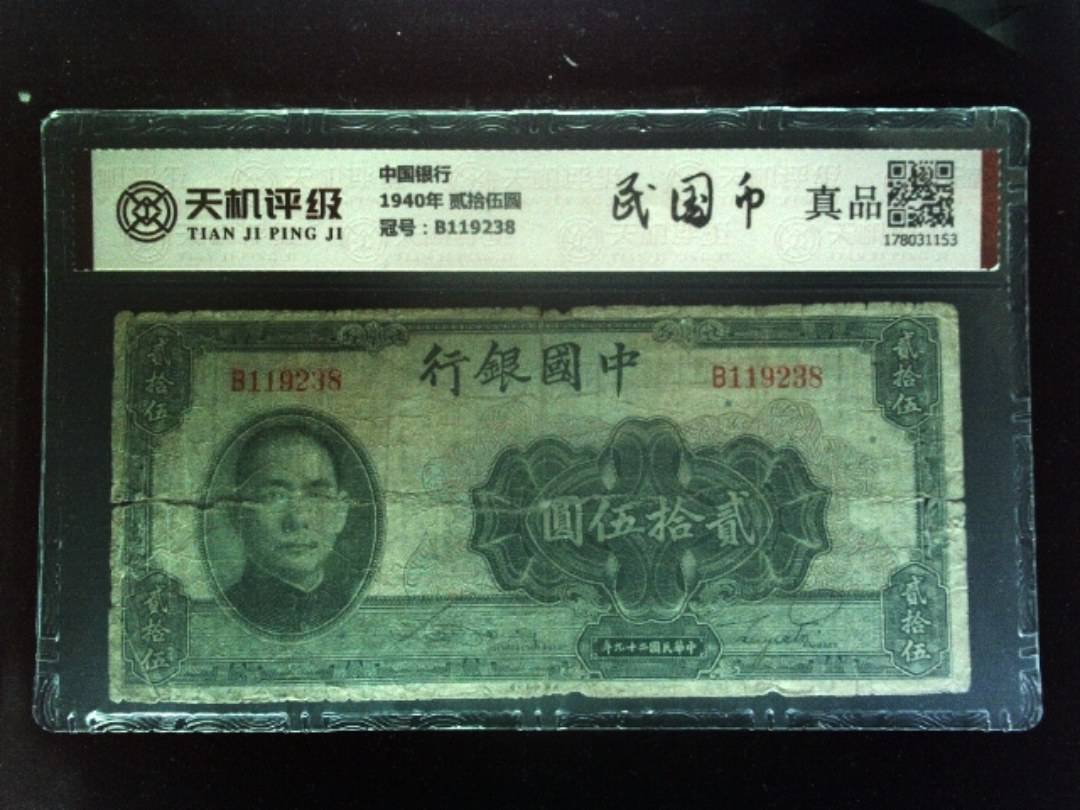 天机评级
TIAN JI PING JI
中国银行
1940年 贰拾伍圆
冠号：B119238
民国币
真品
178031153
貳拾伍
行銀國中
貳拾伍
B119238
B119238
圓伍拾貳
貳拾伍
年九十二國民華中
貳拾伍